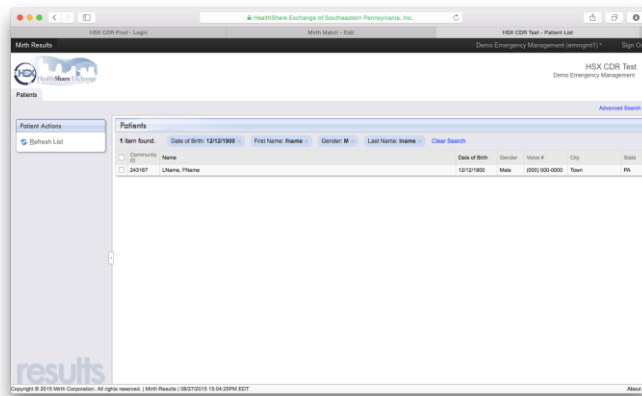 HealthShare Exchange of Southeastern Pennsylvania, Inc.
HSX CDR Prod - Login
Mirth Match - Edit
HSX CDR Test - Patient List
Mirth Results
Demo Emergency Management (emmgmt1)
Sign O
HSX
HealthShare Exchange
HSX CDR Test
Demo Emergency Management
Patients
Advanced Search
Patient Actions
Refresh List
Patients
1 item found.
Date of Birth: 12/12/1900 ×
First Name: fname ×
Gender: M ×
Last Name: lname ×
Clear Search
Community ID
Name
Date of Birth
Gender
Voice #
City
State
243167
LName, FName
12/12/1900
Male
(000) 000-0000
Town
PA
results
Copyright © 2015 Mirth Corporation. All rights reserved. | Mirth Results | 08/27/2015 15:04:25PM EDT
About